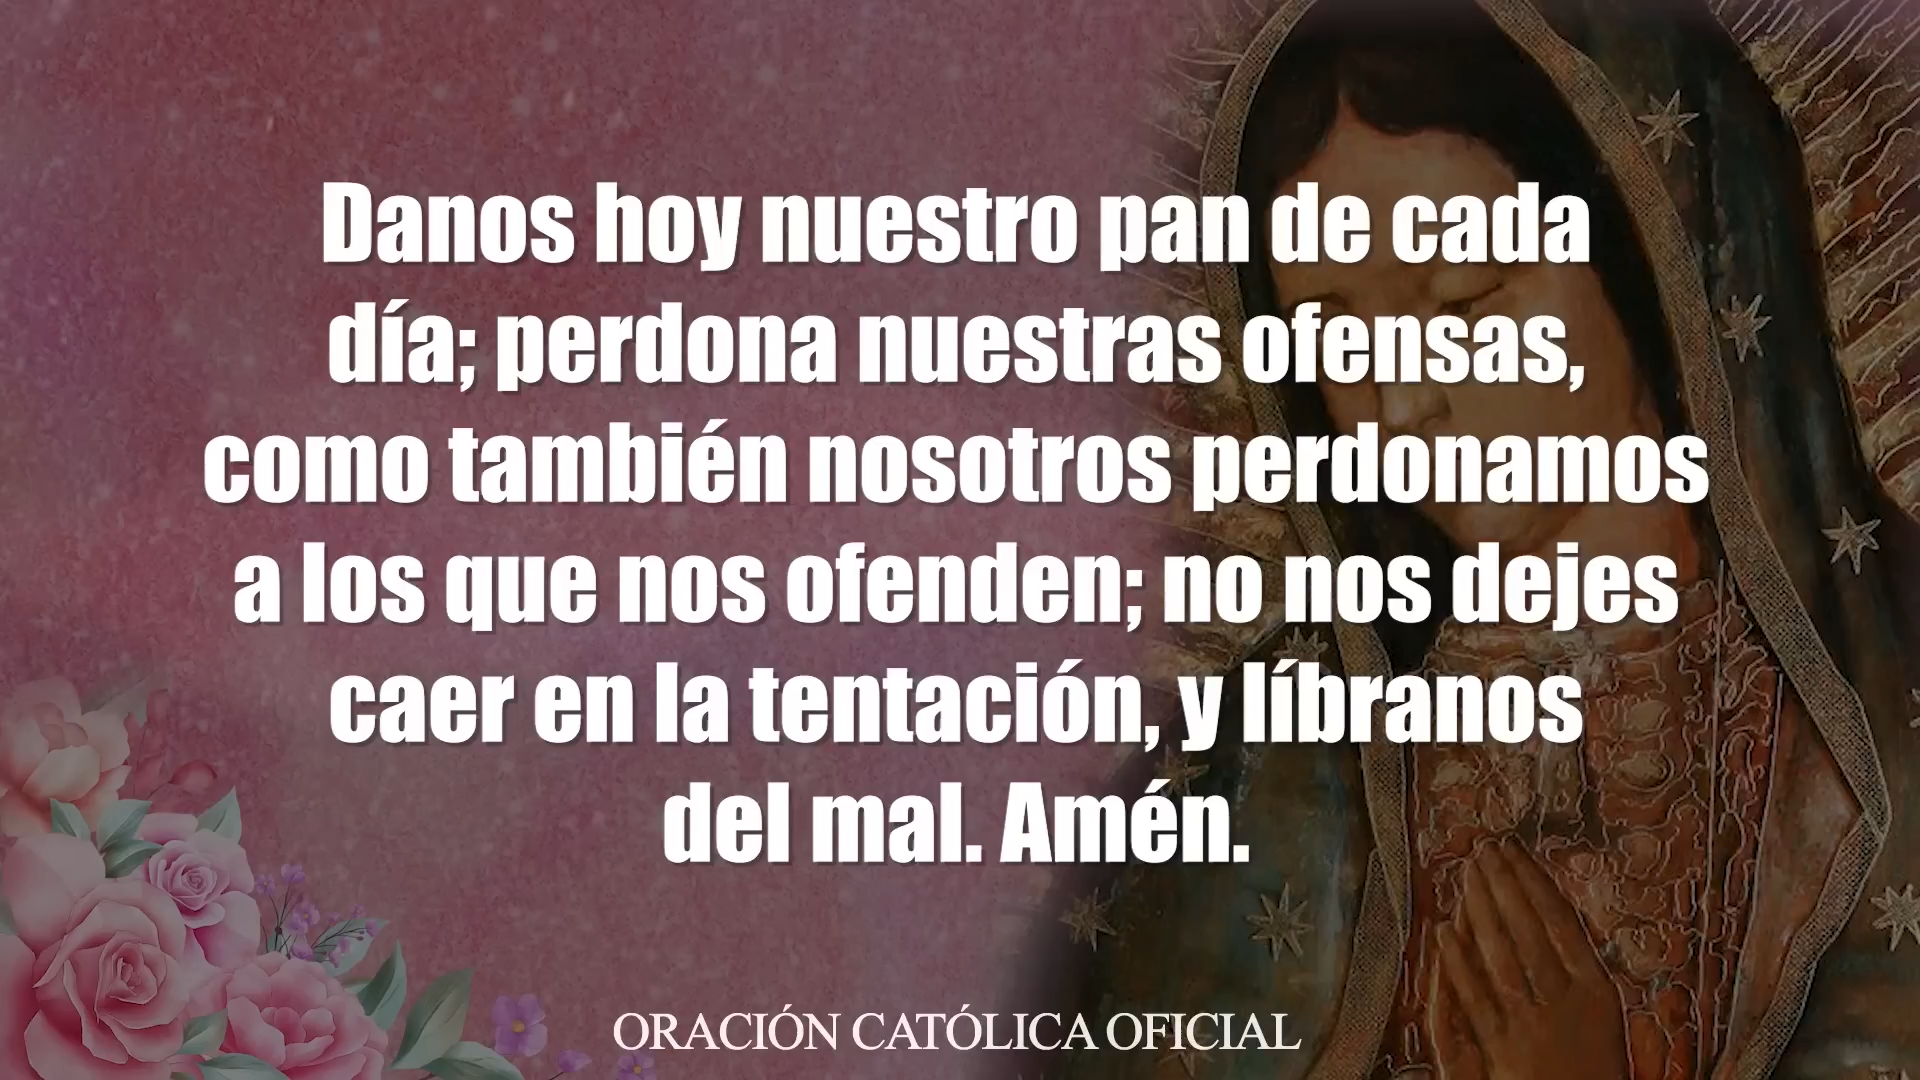 Danos hoy nuestro pan de cada
día; perdona nuestras ofensas,
como también nosotros perdonamos
a los que nos ofenden; no nos dejes
caer en la tentación, y líbranos
del mal. Amén.
ORACIÓN CATÓLICA OFICIAL